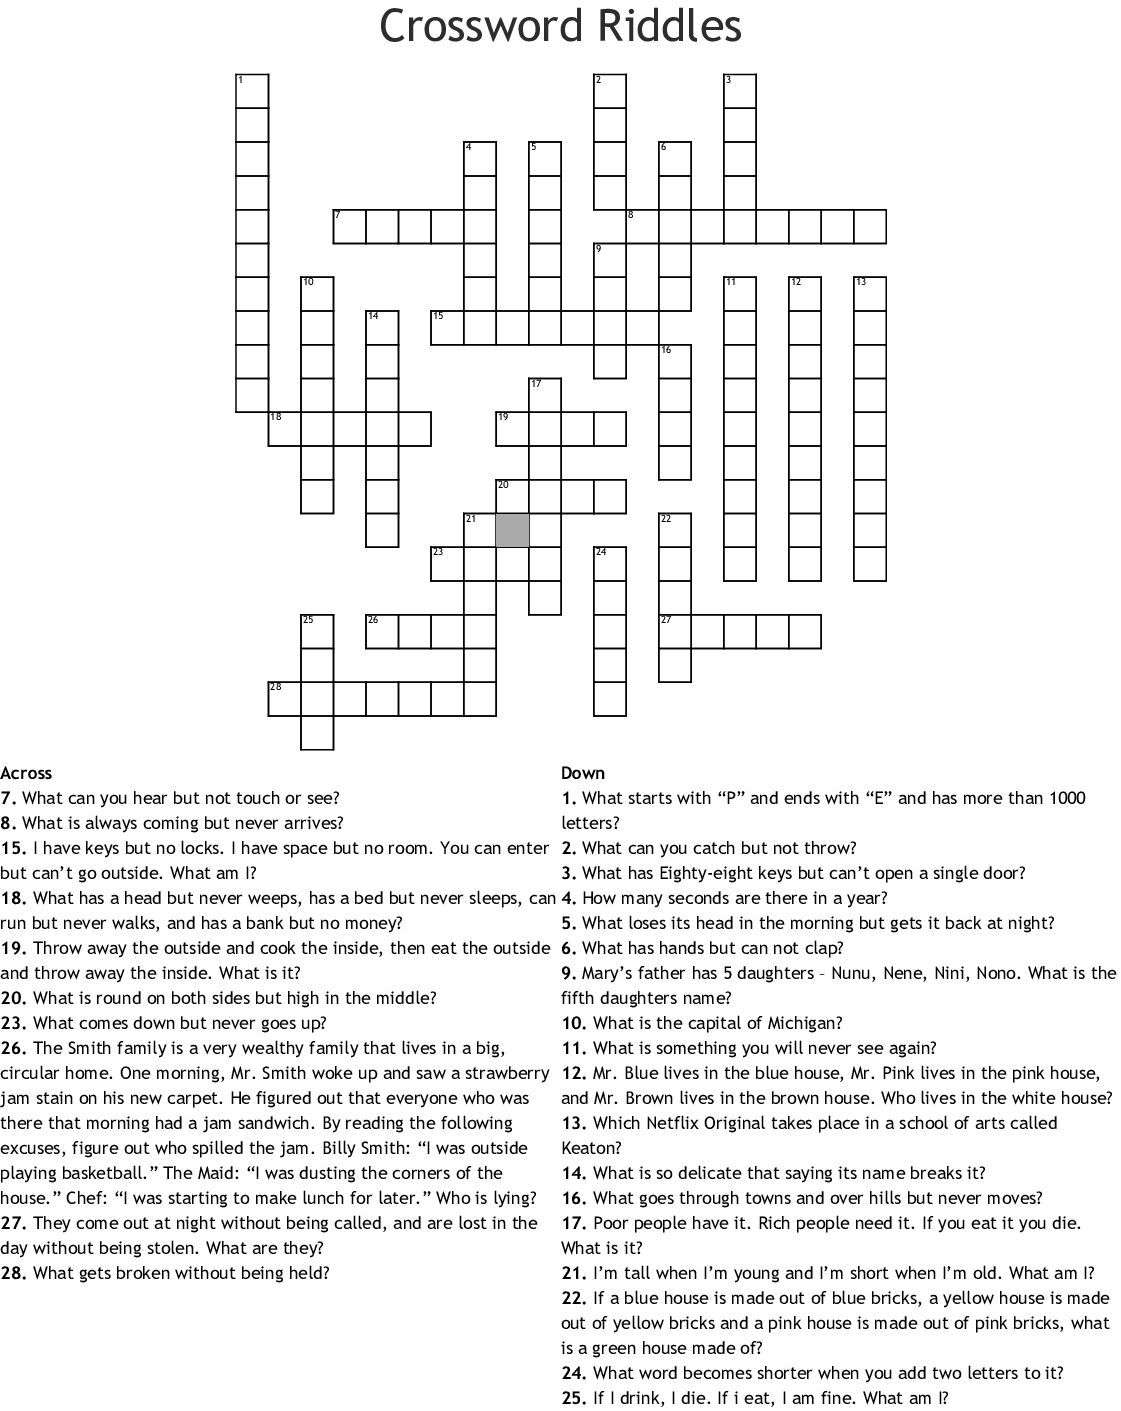 Crossword Riddles
1
2
3
4
5
6
7
8
9
10
11
12
13
14
15
16
17
18
19
20
21
22
23
24
25
26
27
28
Across
7. What can you hear but not touch or see?
8. What is always coming but never arrives?
15. I have keys but no locks. I have space but no room. You can enter
but can’t go outside. What am I?
18. What has a head but never weeps, has a bed but never sleeps, can
run but never walks, and has a bank but no money?
19. Throw away the outside and cook the inside, then eat the outside
and throw away the inside. What is it?
20. What is round on both sides but high in the middle?
23. What comes down but never goes up?
26. The Smith family is a very wealthy family that lives in a big,
circular home. One morning, Mr. Smith woke up and saw a strawberry
jam stain on his new carpet. He figured out that everyone who was
there that morning had a jam sandwich. By reading the following
excuses, figure out who spilled the jam. Billy Smith: “I was outside
playing basketball.” The Maid: “I was dusting the corners of the
house.” Chef: “I was starting to make lunch for later.” Who is lying?
27. They come out at night without being called, and are lost in the
day without being stolen. What are they?
28. What gets broken without being held?
Down
1. What starts with “P” and ends with “E” and has more than 1000
letters?
2. What can you catch but not throw?
3. What has Eighty-eight keys but can’t open a single door?
4. How many seconds are there in a year?
5. What loses its head in the morning but gets it back at night?
6. What has hands but can not clap?
9. Mary’s father has 5 daughters – Nunu, Nene, Nini, Nono. What is the
fifth daughters name?
10. What is the capital of Michigan?
11. What is something you will never see again?
12. Mr. Blue lives in the blue house, Mr. Pink lives in the pink house,
and Mr. Brown lives in the brown house. Who lives in the white house?
13. Which Netflix Original takes place in a school of arts called
Keaton?
14. What is so delicate that saying its name breaks it?
16. What goes through towns and over hills but never moves?
17. Poor people have it. Rich people need it. If you eat it you die.
What is it?
21. I’m tall when I’m young and I’m short when I’m old. What am I?
22. If a blue house is made out of blue bricks, a yellow house is made
out of yellow bricks and a pink house is made out of pink bricks, what
is a green house made of?
24. What word becomes shorter when you add two letters to it?
25. If I drink, I die. If i eat, I am fine. What am I?